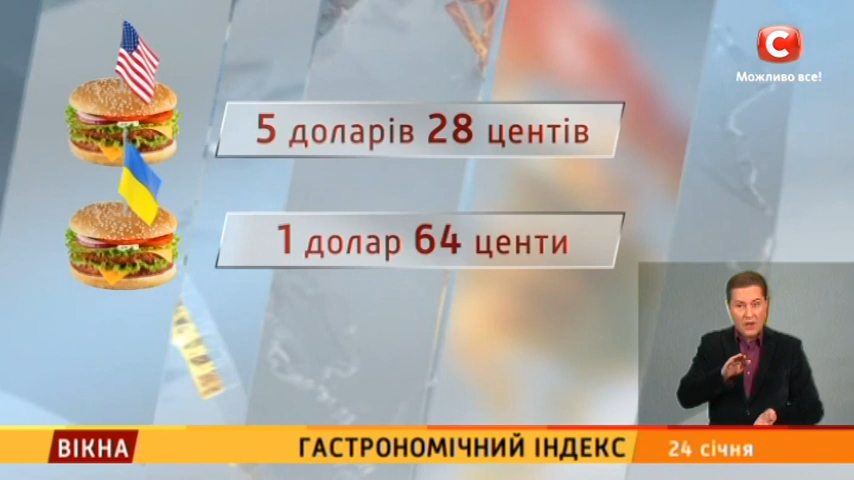 С
Можливо все!
5 доларів 28 центів
1 долар 64 центи
ВІКНА
ГАСТРОНОМІЧНИЙ ІНДЕКС
24 січня